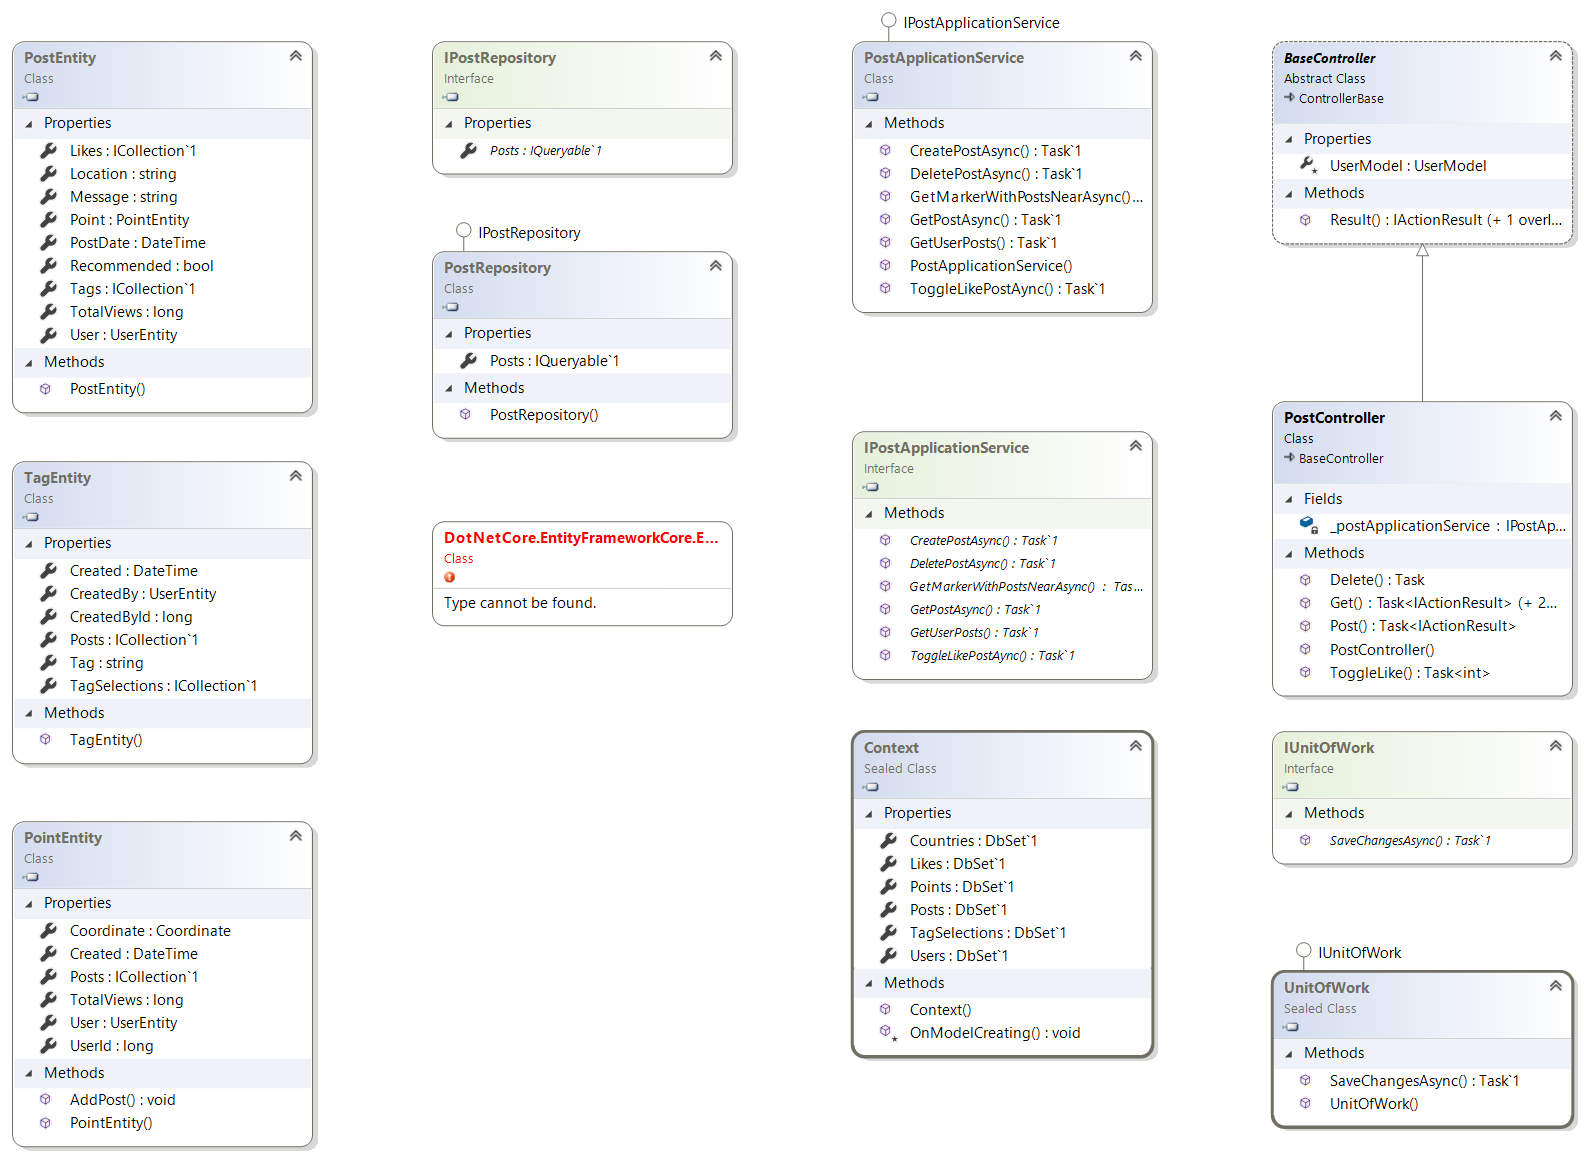 PostEntity
Class
Properties
Likes : ICollection`1
Location : string
Message : string
Point : PointEntity
PostDate : DateTime
Recommended : bool
Tags : ICollection`1
TotalViews : long
User : UserEntity
Methods
PostEntity()
TagEntity
Class
Properties
Created : DateTime
CreatedBy : UserEntity
CreatedById : long
Posts : ICollection`1
Tag : string
TagSelections : ICollection`1
Methods
TagEntity()
PointEntity
Class
Properties
Coordinate : Coordinate
Created : DateTime
Posts : ICollection`1
TotalViews : long
User : UserEntity
UserId : long
Methods
AddPost() : void
PointEntity()
IPostRepository
Interface
Properties
Posts : IQueryable`1
IPostRepository
PostRepository
Class
Properties
Posts : IQueryable`1
Methods
PostRepository()
DotNetCore.EntityFrameworkCore.E...
Class
Type cannot be found.
IPostApplicationService
PostApplicationService
Class
Methods
CreatePostAsync() : Task`1
DeletePostAsync() : Task`1
GetMarkerWithPostsNearAsync()...
GetPostAsync() : Task`1
GetUserPosts() : Task`1
PostApplicationService()
ToggleLikePostAync() : Task`1
IPostApplicationService
Interface
Methods
CreatePostAsync() : Task`1
DeletePostAsync() : Task`1
GetMarkerWithPostsNearAsync() : Tas...
GetPostAsync() : Task`1
GetUserPosts() : Task`1
ToggleLikePostAync() : Task`1
Context
Sealed Class
Properties
Countries : DbSet`1
Likes : DbSet`1
Points : DbSet`1
Posts : DbSet`1
TagSelections : DbSet`1
Users : DbSet`1
Methods
Context()
OnModelCreating() : void
BaseController
Abstract Class
ControllerBase
Properties
UserModel : UserModel
Methods
Result() : IActionResult (+ 1 overl...
PostController
Class
BaseController
Fields
_postApplicationService : IPostAp...
Methods
Delete() : Task
Get() : Task<IActionResult> (+ 2...
Post() : Task<IActionResult>
PostController()
ToggleLike() : Task<int>
IUnitOfWork
Interface
Methods
SaveChangesAsync() : Task`1
IUnitOfWork
UnitOfWork
Sealed Class
Methods
SaveChangesAsync() : Task`1
UnitOfWork()